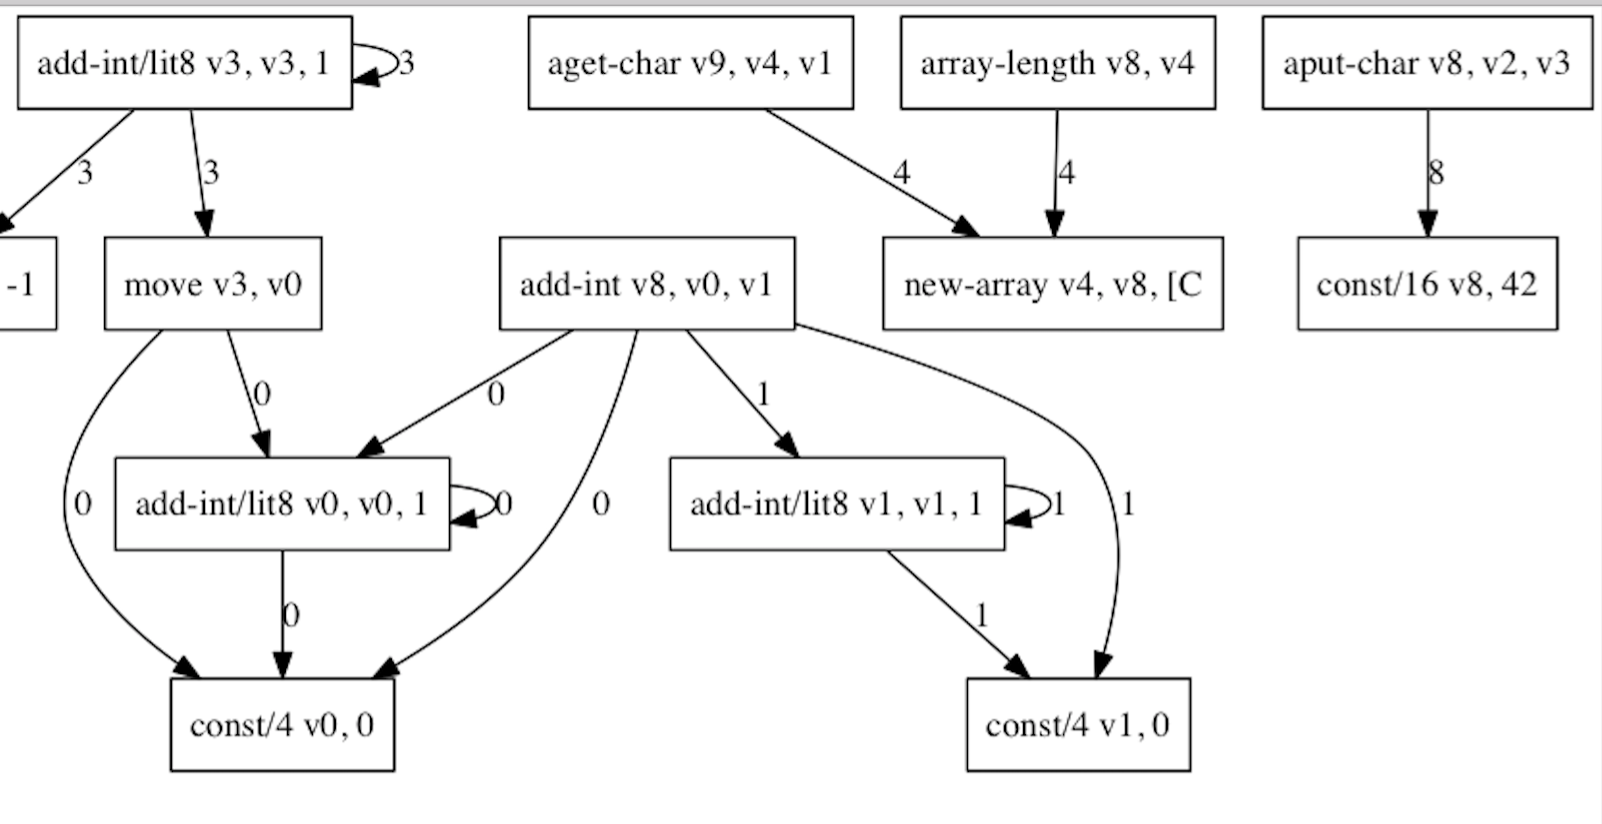 add-int/lit8 v3, v3, 1
3
aget-char v9, v4, v1
array-length v8, v4
aput-char v8, v2, v3
3
3
4
4
8
-1
move v3, v0
add-int v8, v0, v1
new-array v4, v8, [C
const/16 v8, 42
0
0
1
0
add-int/lit8 v0, v0, 1
0
0
add-int/lit8 v1, v1, 1
1
1
0
1
const/4 v0, 0
const/4 v1, 0